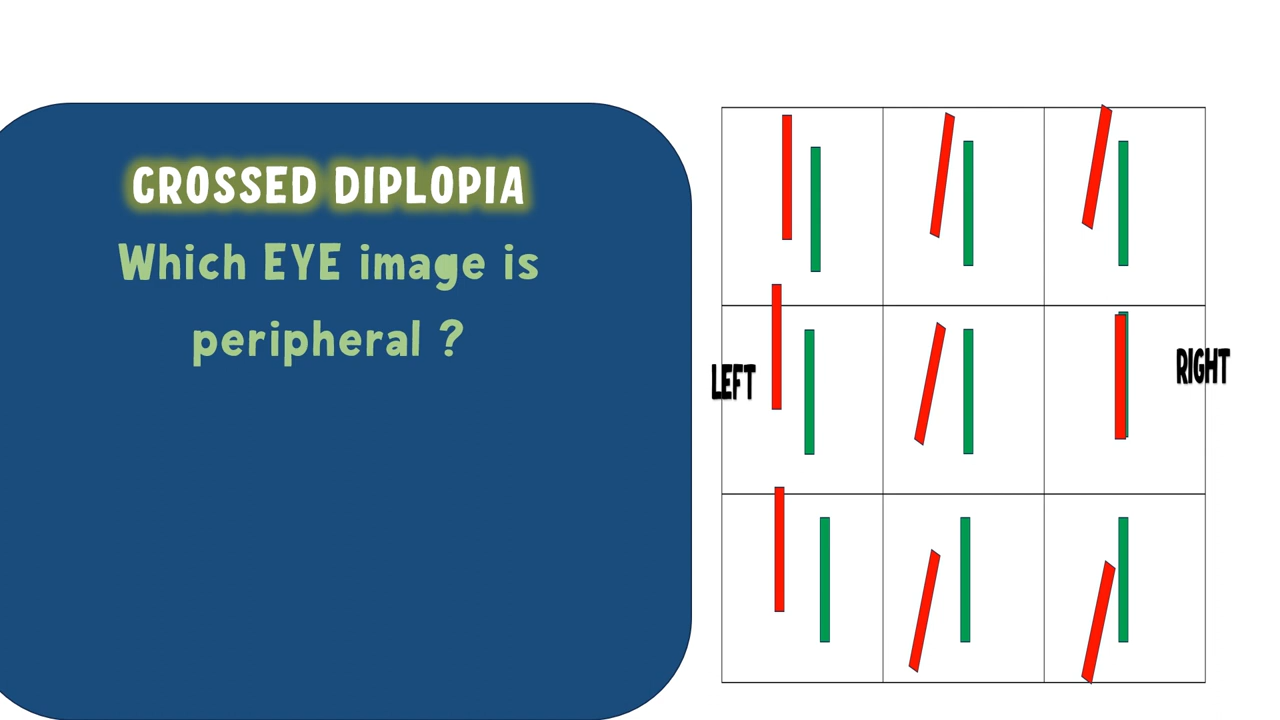 CROSSED DIPLOPIA
Which EYE image is
peripheral ?
LEFT
RIGHT